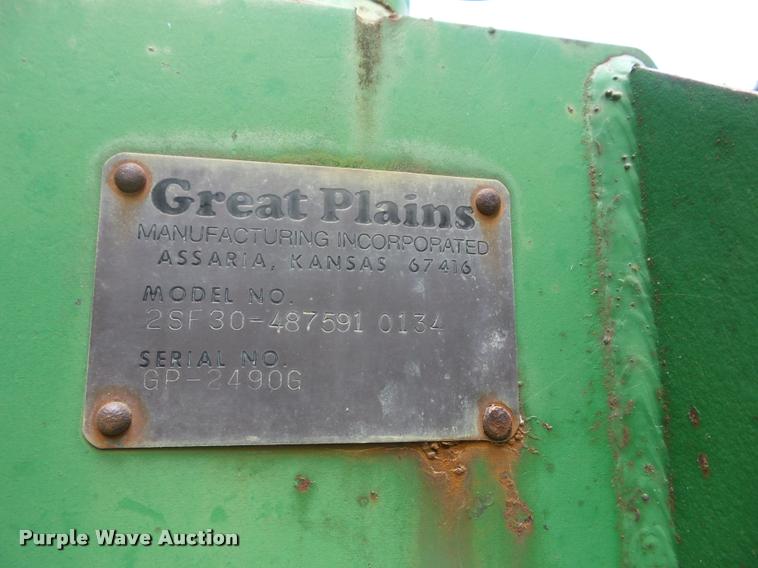 Great Plains
MANUFACTURING INCORPORATED
ASSARIA, KANSAS 67416
MODEL NO.
2SF30-487591 0134
SERIAL NO.
GP-2490G
Purple Wave Auction